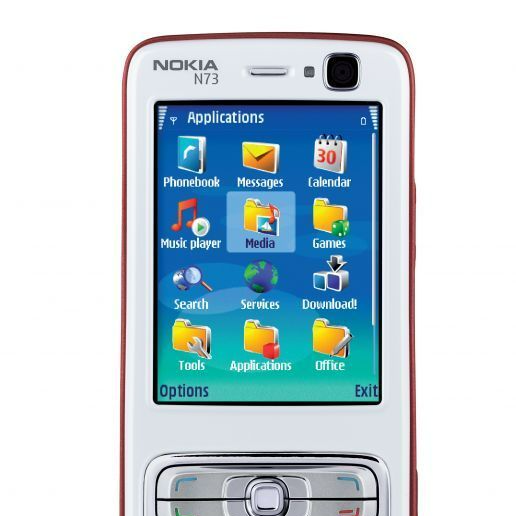 NOKIA
N73
Applications
Phonebook Messages Calendar
30
Music player Media Games
Search Services Download!
Tools Applications Office
Options Exit